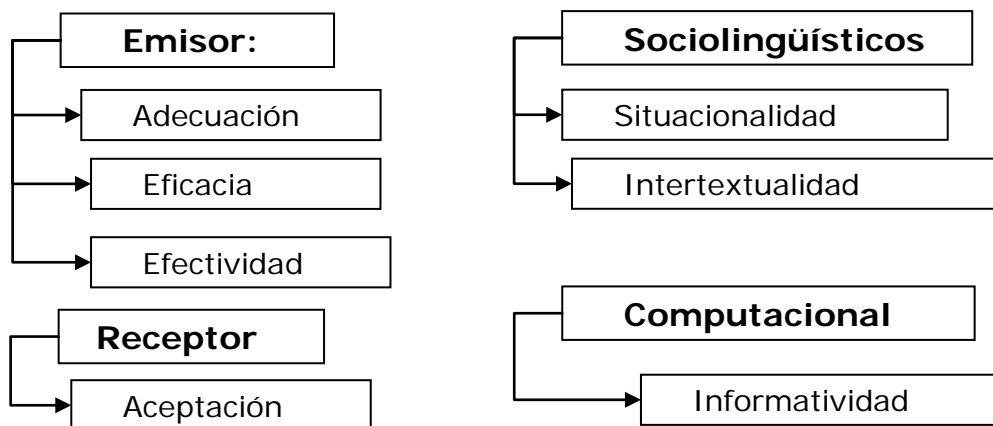 Emisor:
Adecuación
Eficacia
Efectividad
Receptor
Aceptación
Sociolingüísticos
Situacionalidad
Intertextualidad
Computacional
Informatividad